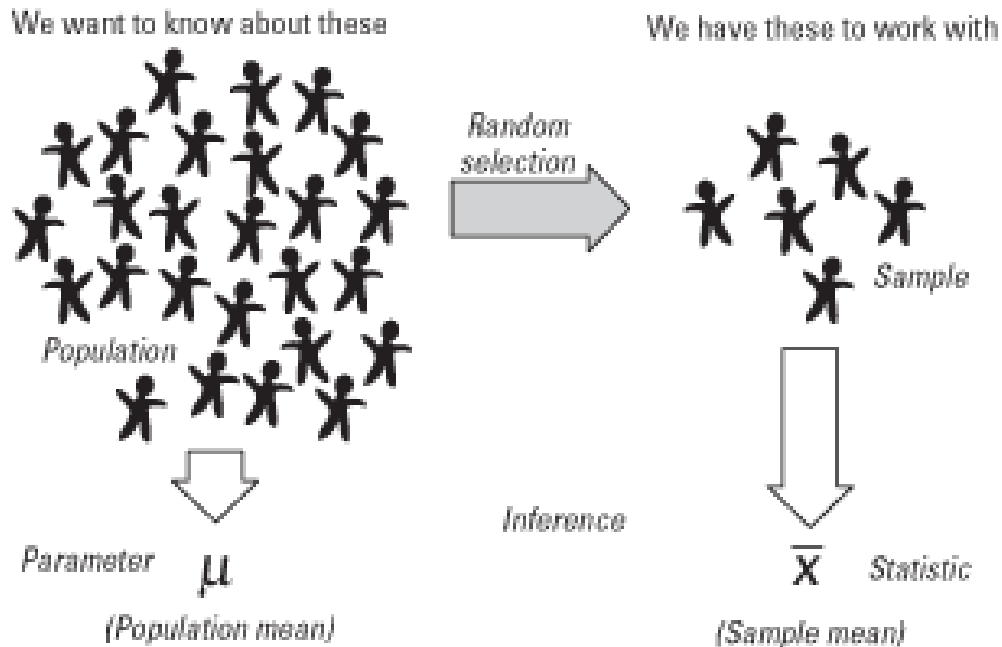 We want to know about these
We have these to work with
Random
selection
Sample
Population
Inference
Parameter μ
x̄ Statistic
(Population mean)
(Sample mean)